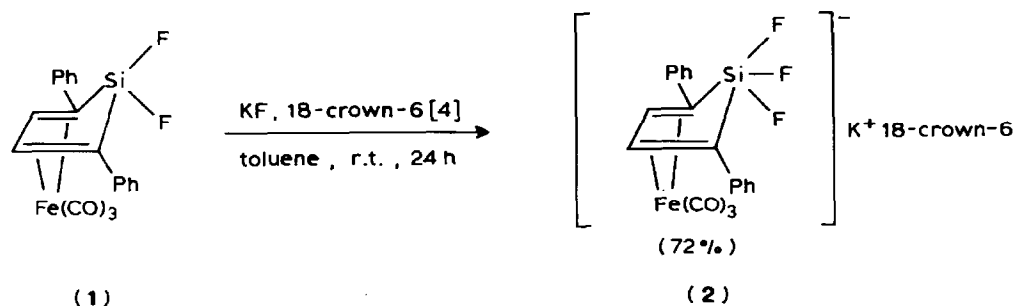 F
Ph
Si
F
Ph
Fe(CO)3
(1)
KF, 18-crown-6 [4]
toluene, r.t., 24 h
F
Ph
Si
F
F
Ph
Fe(CO)3
−
K+ 18-crown-6
(72%)
(2)